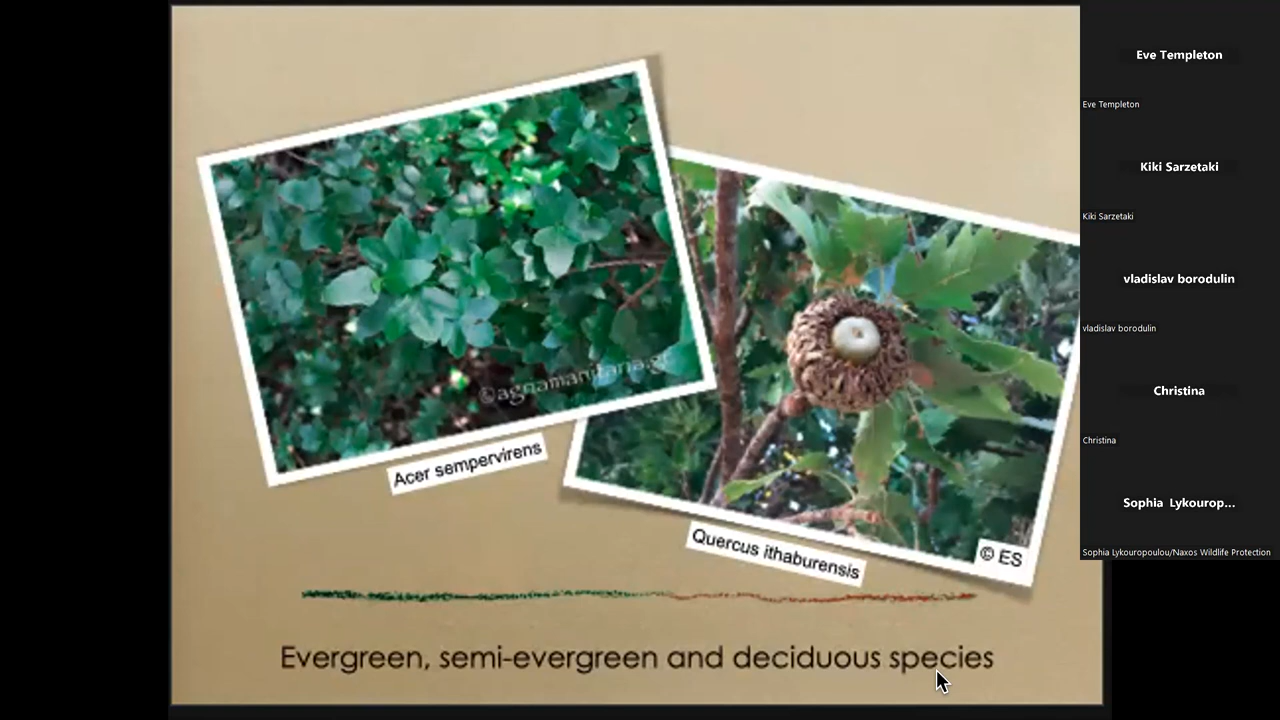 ©agnamanitaria.gr
Acer sempervirens
Quercus ithaburensis
© ES
Evergreen, semi-evergreen and deciduous species
Eve Templeton
Eve Templeton
Kiki Sarzetaki
Kiki Sarzetaki
vladislav borodulin
vladislav borodulin
Christina
Christina
Sophia Lykourop...
Sophia Lykouropoulou/Naxos Wildlife Protection